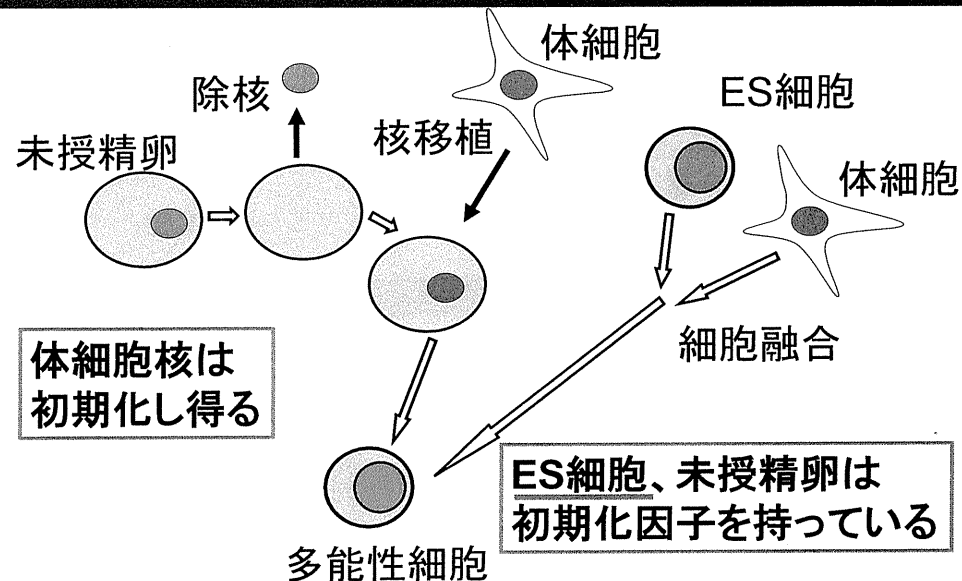 体細胞
除核
ES細胞
未授精卵
核移植
体細胞
細胞融合
体細胞核は
初期化し得る
ES細胞、未授精卵は
初期化因子を持っている
多能性細胞